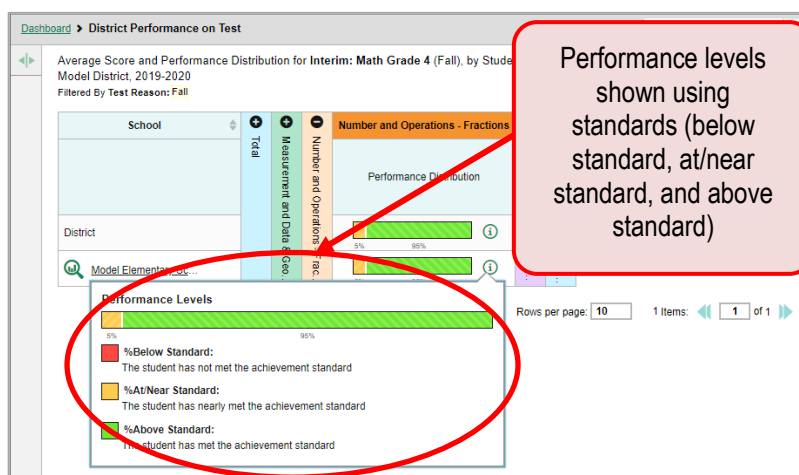 Dashboard > District Performance on Test
Average Score and Performance Distribution for Interim: Math Grade 4 (Fall), by Stude
Model District, 2019-2020
Filtered By Test Reason: Fall
Performance levels
shown using
standards (below
standard, at/near
standard, and above
standard)
School
Total
Measurement and Data & Geo...
Number and Operations - Frac...
Number and Operations - Fractions
Performance Distribution
District
5% 95%
Model Elementary Sc...
Performance Levels
5% 95%
%Below Standard:
The student has not met the achievement standard
%At/Near Standard:
The student has nearly met the achievement standard
%Above Standard:
The student has met the achievement standard
Rows per page: 10 1 Items: 1 of 1